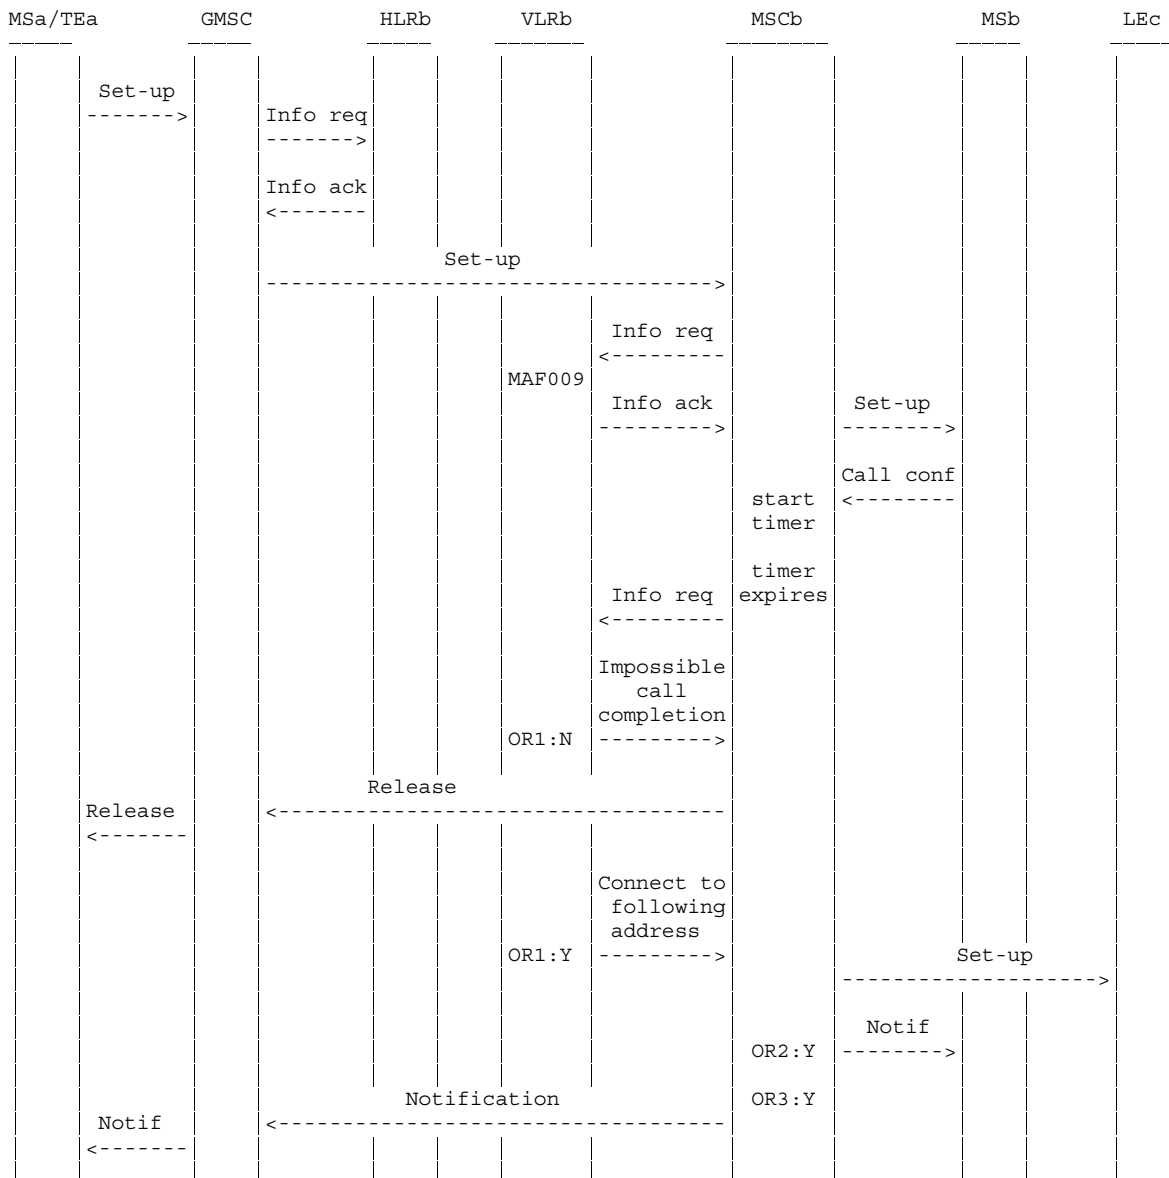 MSa/TEa GMSC HLRb VLRb MSCb MSb LEc
Set-up
-------> Info req
------->
Info ack
<-------
Set-up
---------------------------------->
Info req
<---------
MAF009
Info ack Set-up
---------> -------->
Call conf
start <--------
timer
timer
Info req expires
<---------
Impossible
call
completion
OR1:N --------->
Release
Release <----------------------------------
<-------
Connect to
following
address
OR1:Y ---------> Set-up
-------------------->
Notif
OR2:Y -------->
Notification OR3:Y
Notif <----------------------------------
<-------